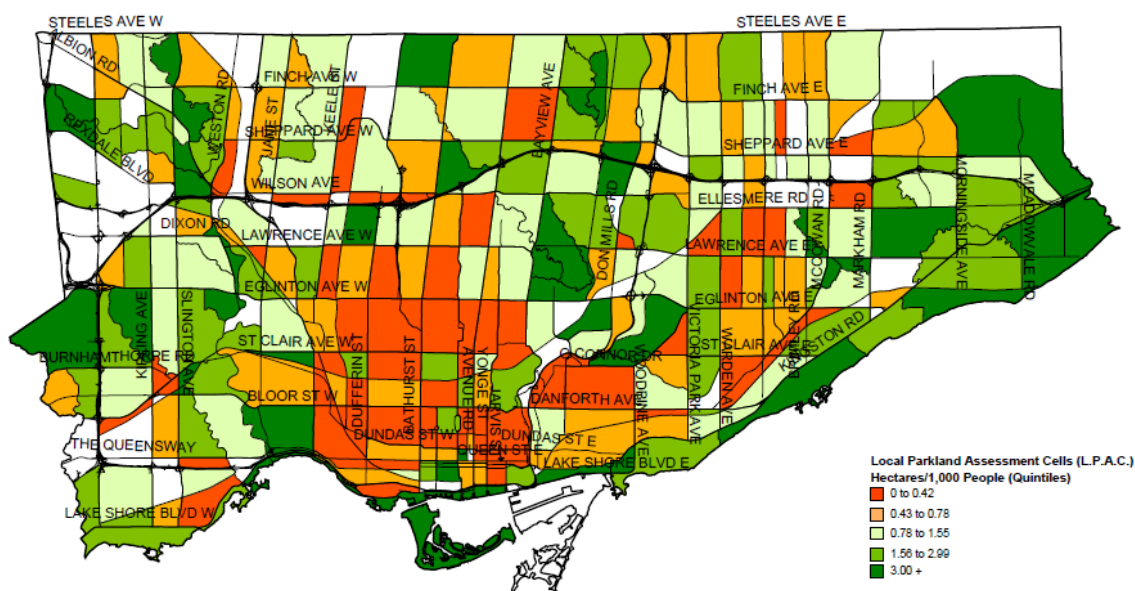 STEELES AVE W
STEELES AVE E
ALBION RD
FINCH AVE W
FINCH AVE E
WESTON RD
JANE ST
KEELE ST
BAYVIEW AVE
REXDALE BLVD
SHEPPARD AVE W
SHEPPARD AVE E
WILSON AVE
ELLESMERE RD
DIXON RD
LAWRENCE AVE W
LAWRENCE AVE E
DON MILLS RD
MCCOWAN RD
MARKHAM RD
MORNINGSIDE AVE
MEADOWVALE RD
EGLINTON AVE W
EGLINTON AVE E
KIPLING AVE
ISLINGTON AVE
ST CLAIR AVE W
ST CLAIR AVE E
BURNHAMTHORPE RD
DUFFERIN ST
BATHURST ST
AVENUE RD
YONGE ST
JARVIS ST
O CONNOR DR
WOODBINE AVE
VICTORIA PARK AVE
WARDEN AVE
BRIMLEY RD
KINGSTON RD
BLOOR ST W
DANFORTH AVE
DUNDAS ST W
DUNDAS ST E
THE QUEENSWAY
QUEEN ST E
LAKE SHORE BLVD E
LAKE SHORE BLVD W
Local Parkland Assessment Cells (L.P.A.C.)
Hectares/1,000 People (Quintiles)
0 to 0.42
0.43 to 0.78
0.78 to 1.55
1.56 to 2.99
3.00 +